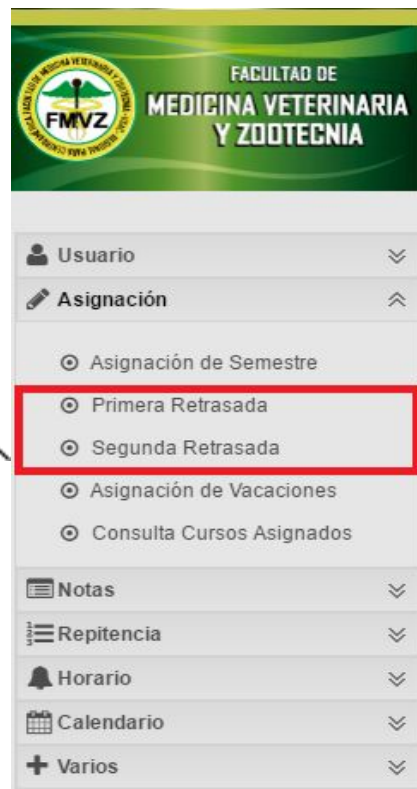 FACULTAD DE
MEDICINA VETERINARIA
Y ZOOTECNIA
FMVZ
Usuario
Asignación
Asignación de Semestre
Primera Retrasada
Segunda Retrasada
Asignación de Vacaciones
Consulta Cursos Asignados
Notas
Repitencia
Horario
Calendario
Varios